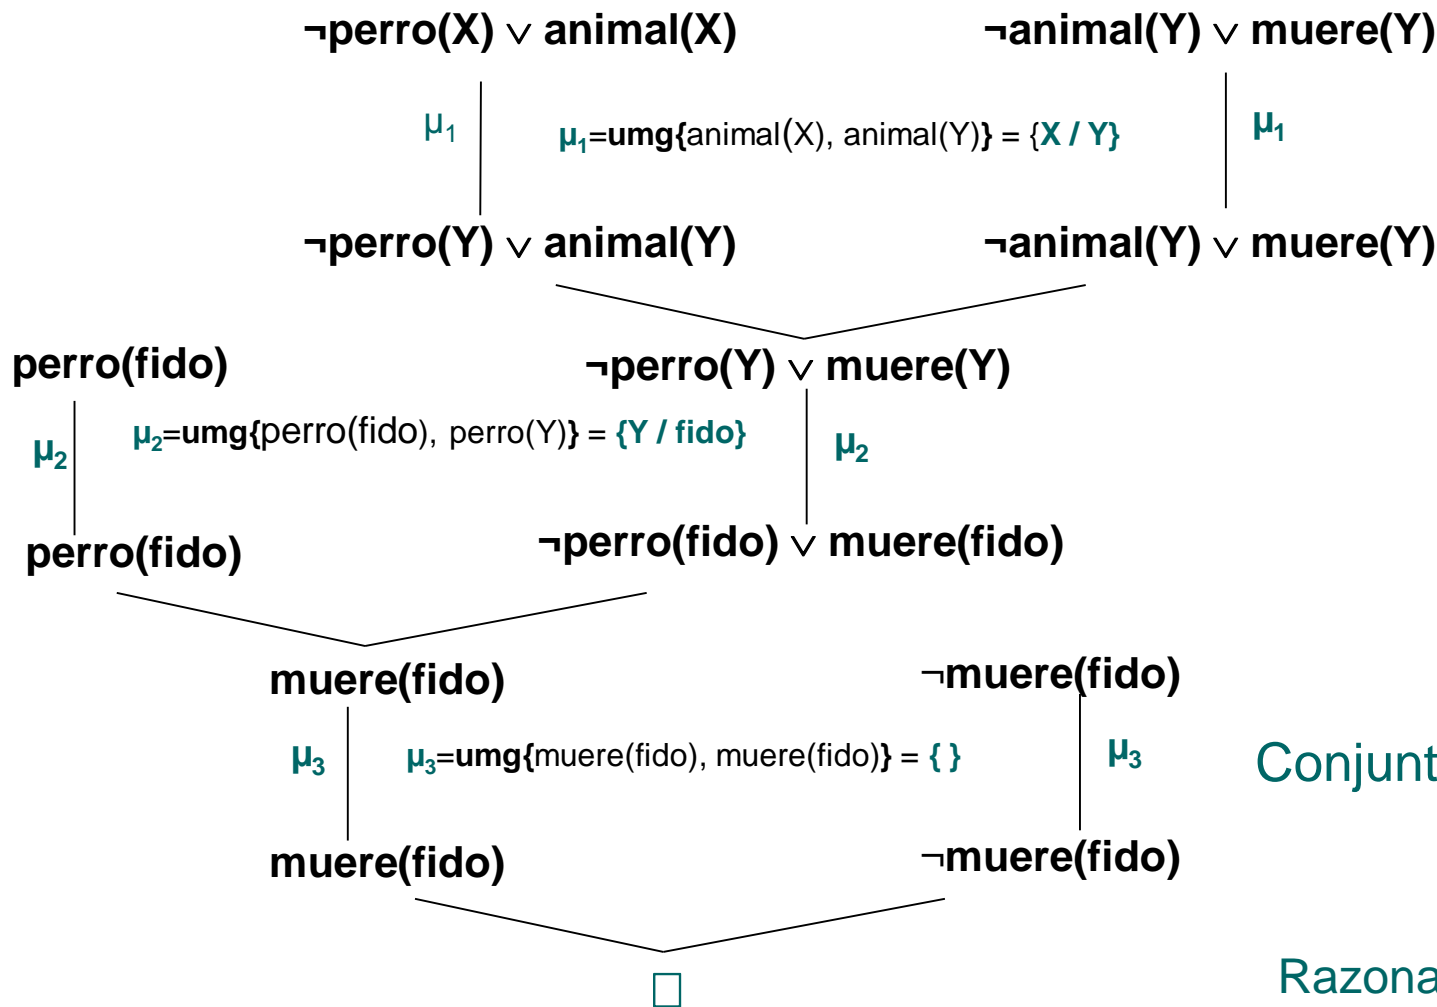 ¬perro(X) ∨ animal(X) ¬animal(Y) ∨ muere(Y)
μ1 μ1=umg{animal(X), animal(Y)} = {X / Y} μ1
¬perro(Y) ∨ animal(Y) ¬animal(Y) ∨ muere(Y)
perro(fido) ¬perro(Y) ∨ muere(Y)
μ2 μ2=umg{perro(fido), perro(Y)} = {Y / fido} μ2
perro(fido) ¬perro(fido) ∨ muere(fido)
muere(fido) ¬muere(fido)
μ3 μ3=umg{muere(fido), muere(fido)} = { } μ3 Conjunt
muere(fido) ¬muere(fido)
□ Razona